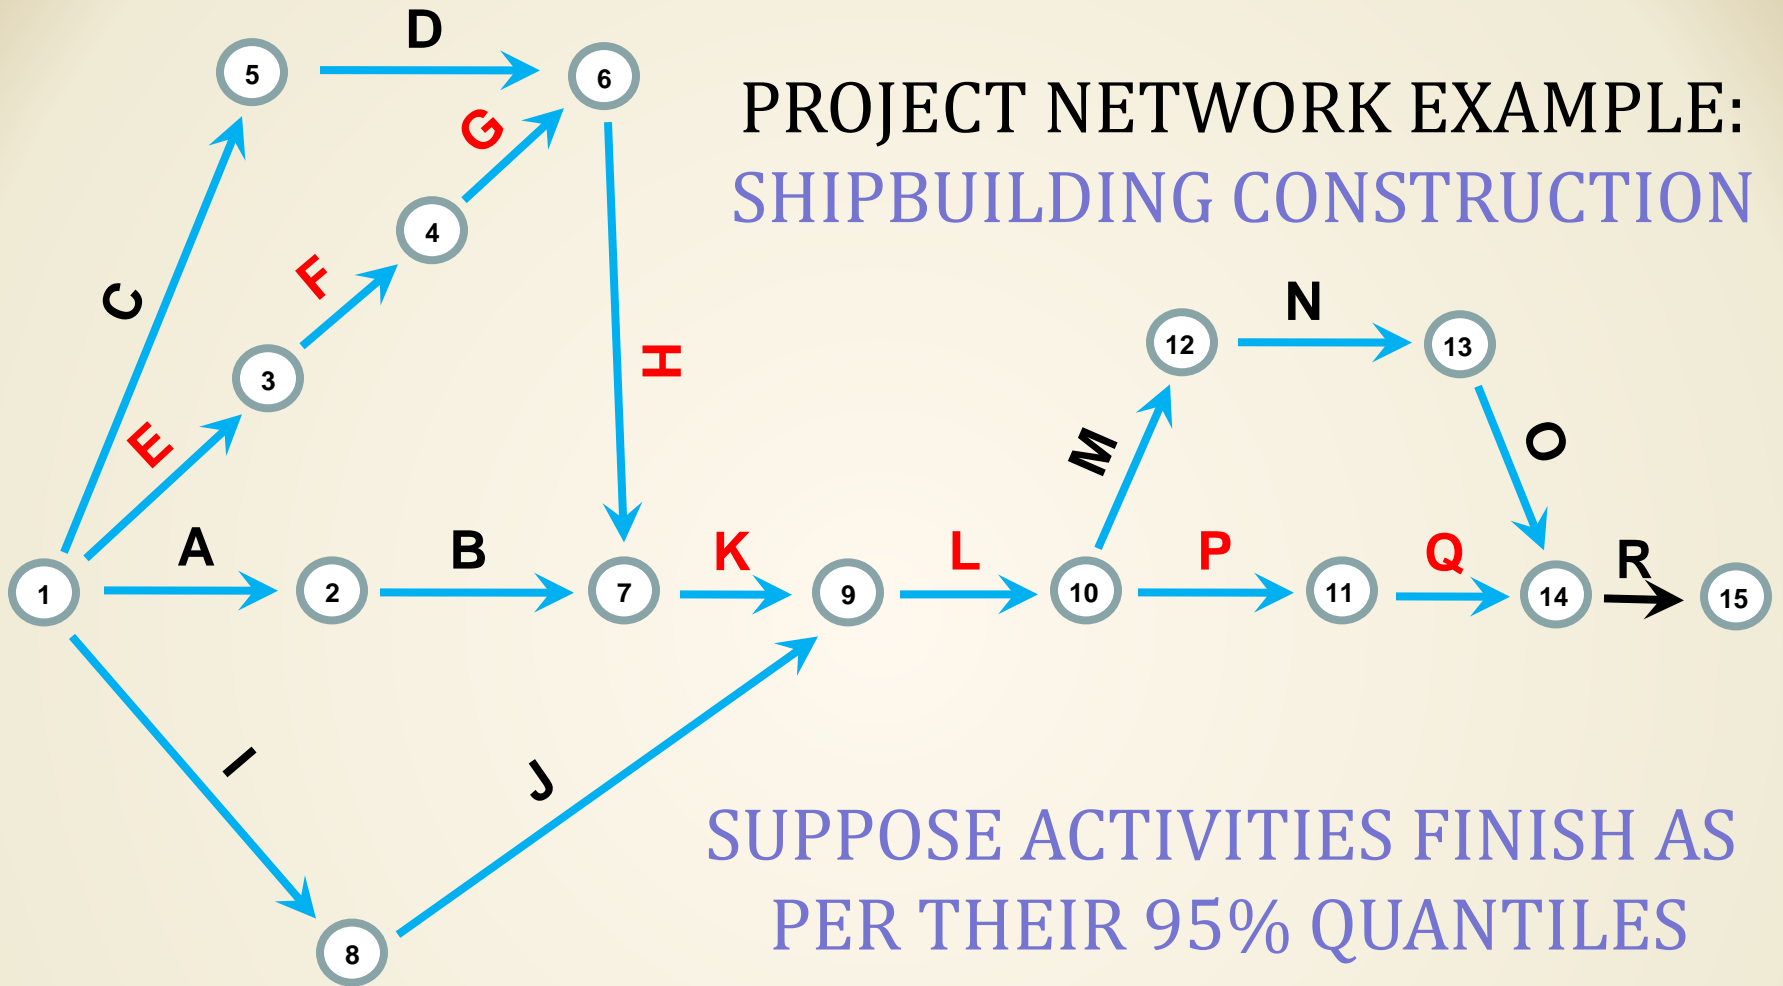 D
5
6
PROJECT NETWORK EXAMPLE:
G
SHIPBUILDING CONSTRUCTION
4
F
C
N
12
13
H
3
E
M
O
A
B
K
L
P
Q
R
1
2
7
9
10
11
14
15
I
J
SUPPOSE ACTIVITIES FINISH AS
PER THEIR 95% QUANTILES
8